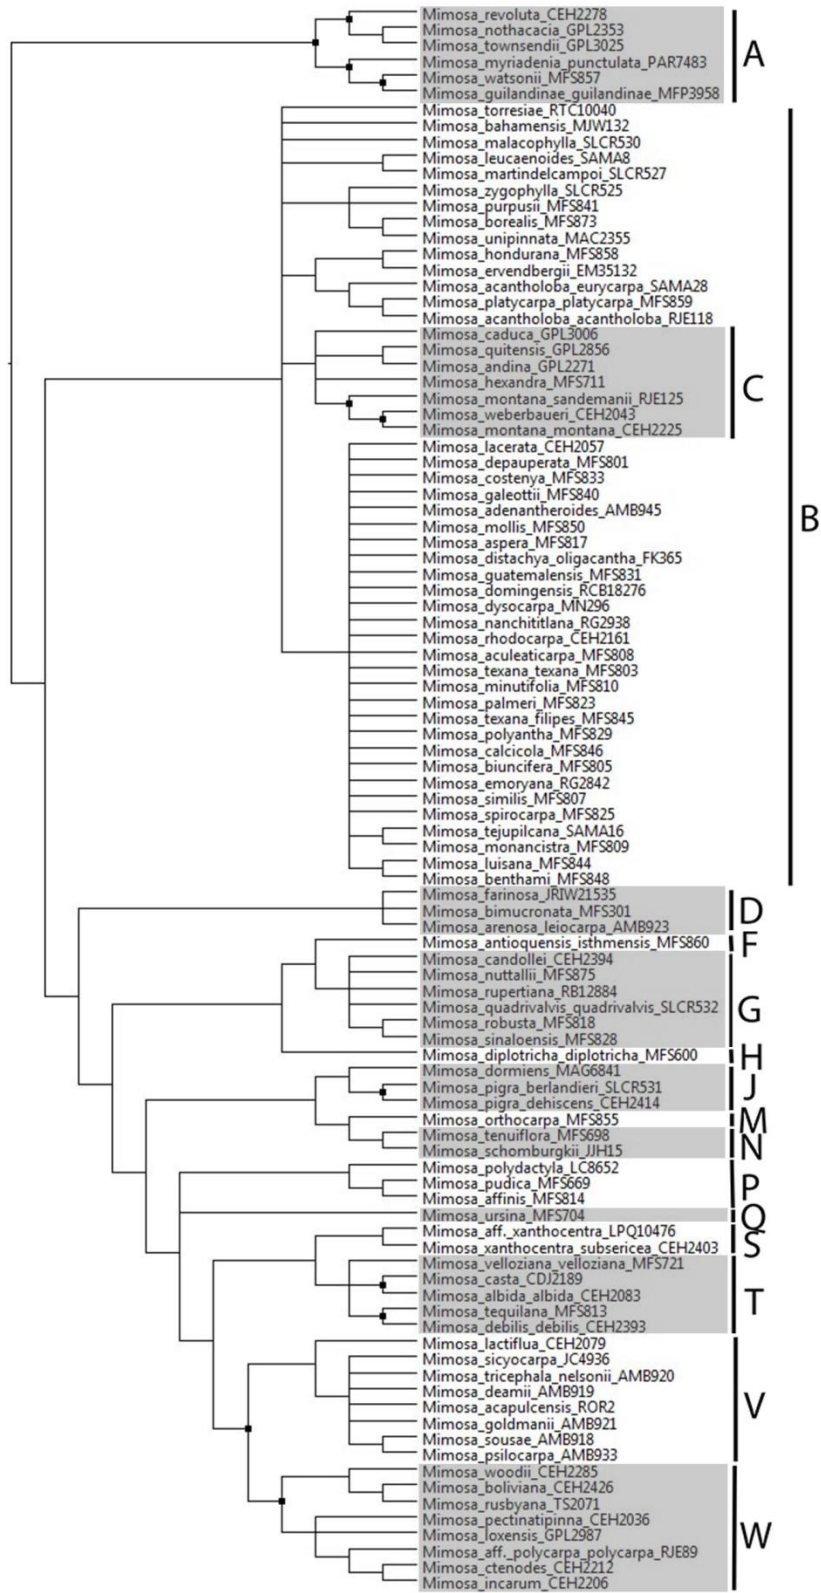 Mimosa_revoluta_CEH2278
Mimosa_nothacacia_GPL2353
Mimosa_townsendii_GPL3025
Mimosa_myriadenia_punctulata_PAR7483
Mimosa_watsonii_MFS857
Mimosa_guilandinae_guilandinae_MFP3958
A
Mimosa_torresiae_RTC10040
Mimosa_bahamensis_MJW132
Mimosa_malacophylla_SLCR530
Mimosa_leucaenoides_SAMA8
Mimosa_martindelcampoi_SLCR527
Mimosa_zygophylla_SLCR525
Mimosa_purpusii_MFS841
Mimosa_borealis_MFS873
Mimosa_unipinnata_MAC2355
Mimosa_hondurana_MFS858
Mimosa_ervendbergii_EM35132
Mimosa_acantholoba_eurycarpa_SAMA28
Mimosa_platycarpa_platycarpa_MFS859
Mimosa_acantholoba_acantholoba_RJE118
Mimosa_caduca_GPL3006
Mimosa_quitensis_GPL2856
Mimosa_andina_GPL2271
Mimosa_hexandra_MFS711
Mimosa_montana_sandemanii_RJE125
Mimosa_weberbaueri_CEH2043
Mimosa_montana_montana_CEH2225
C
Mimosa_lacerata_CEH2057
Mimosa_depauperata_MFS801
Mimosa_costenya_MFS833
Mimosa_galeottii_MFS840
Mimosa_adenantheroides_AMB945
Mimosa_mollis_MFS850
Mimosa_aspera_MFS817
Mimosa_distachya_oligacantha_FK365
Mimosa_guatemalensis_MFS831
Mimosa_domingensis_RCB18276
Mimosa_dysocarpa_MN296
Mimosa_nanchititlana_RG2938
Mimosa_rhodocarpa_CEH2161
Mimosa_aculeaticarpa_MFS808
Mimosa_texana_texana_MFS803
Mimosa_minutifolia_MFS810
Mimosa_palmeri_MFS823
Mimosa_texana_filipes_MFS845
Mimosa_polyantha_MFS829
Mimosa_calcicola_MFS846
Mimosa_biuncifera_MFS805
Mimosa_emoryana_RG2842
Mimosa_similis_MFS807
Mimosa_spirocarpa_MFS825
Mimosa_tejupilcana_SAMA16
Mimosa_monancistra_MFS809
Mimosa_luisana_MFS844
Mimosa_benthami_MFS848
B
Mimosa_farinosa_JRIW21535
Mimosa_bimucronata_MFS301
Mimosa_arenosa_leiocarpa_AMB923
D
Mimosa_antioquensis_isthmensis_MFS860
F
Mimosa_candollei_CEH2394
Mimosa_nuttallii_MFS875
Mimosa_rupertiana_RB12884
Mimosa_quadrivalvis_quadrivalvis_SLCR532
Mimosa_robusta_MFS818
Mimosa_sinaloensis_MFS828
G
Mimosa_diplotricha_diplotricha_MFS600
H
Mimosa_dormiens_MAG6841
Mimosa_pigra_berlandieri_SLCR531
Mimosa_pigra_dehiscens_CEH2414
J
Mimosa_orthocarpa_MFS855
M
Mimosa_tenuiflora_MFS698
Mimosa_schomburgkii_JJH15
N
Mimosa_polydactyla_LC8652
Mimosa_pudica_MFS669
Mimosa_affinis_MFS814
P
Mimosa_ursina_MFS704
Q
Mimosa_aff._xanthocentra_LPQ10476
Mimosa_xanthocentra_subsericea_CEH2403
S
Mimosa_velloziana_velloziana_MFS721
Mimosa_casta_CDJ2189
Mimosa_albida_albida_CEH2083
Mimosa_tequilana_MFS813
Mimosa_debilis_debilis_CEH2393
T
Mimosa_lactiflua_CEH2079
Mimosa_sicyocarpa_JC4936
Mimosa_tricephala_nelsonii_AMB920
Mimosa_deamii_AMB919
Mimosa_acapulcensis_ROR2
Mimosa_goldmanii_AMB921
Mimosa_sousae_AMB918
Mimosa_psilocarpa_AMB933
V
Mimosa_woodii_CEH2285
Mimosa_boliviana_CEH2426
Mimosa_rusbyana_TS2071
Mimosa_pectinatipinna_CEH2036
Mimosa_loxensis_GPL2987
Mimosa_aff._polycarpa_polycarpa_RJE89
Mimosa_ctenodes_CEH2212
Mimosa_incarum_CEH2206
W